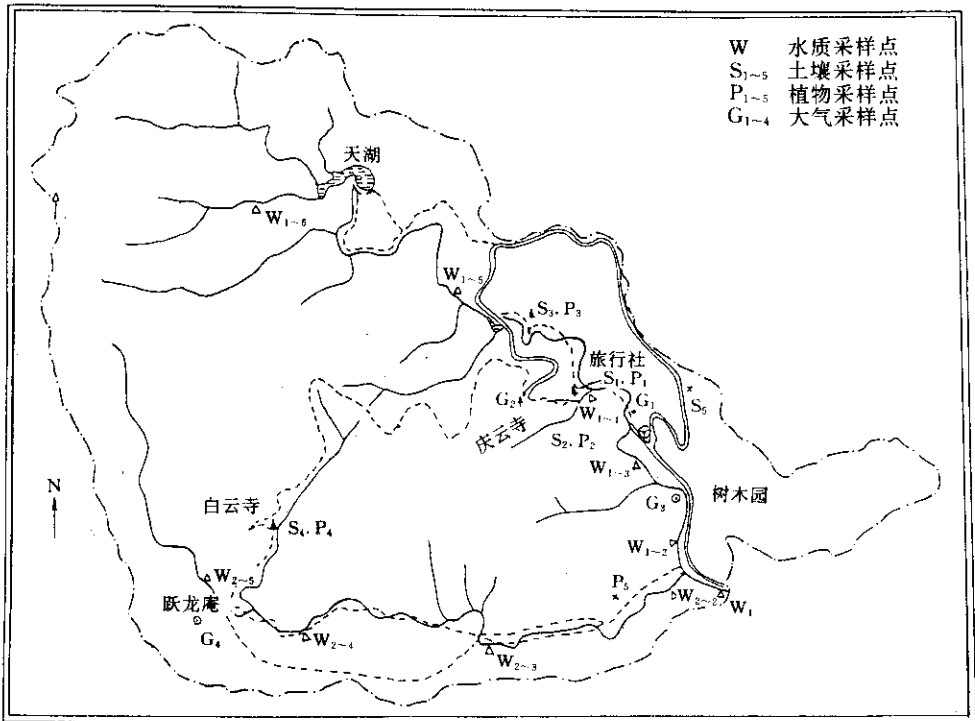 W 水质采样点
S₁~₅ 土壤采样点
P₁~₅ 植物采样点
G₁~₄ 大气采样点
天湖
W₁~₆
W₁~₅
S₃、P₃
旅行社
S₁、P₁
G₂
W₁~₄
G₁
S₅
庆云寺
S₂、P₂
W₁~₃
树木园
G₃
N
白云寺
S₄、P₄
W₁~₂
P₅
W₂~₅
W₂~₂
W₁
跃龙庵
G₄
W₂~₄
W₂~₃